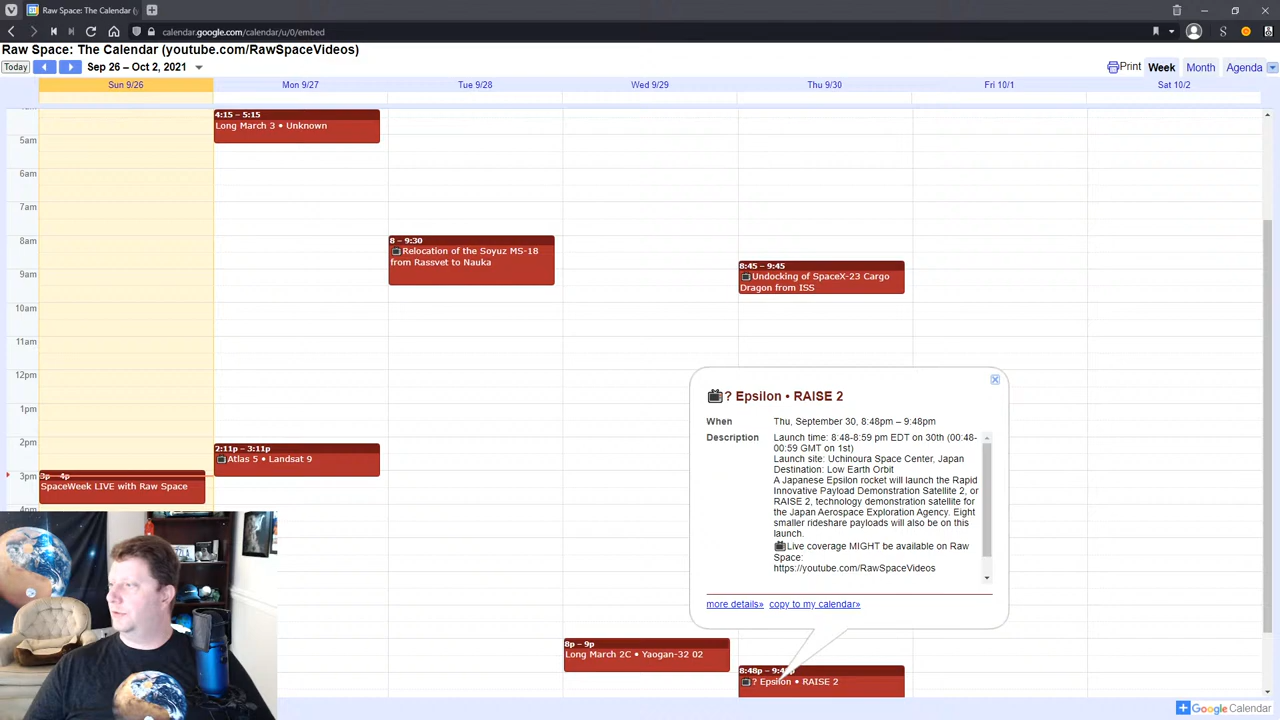 Raw Space: The Calendar (
calendar.google.com/calendar/u/0/embed
Raw Space: The Calendar (youtube.com/RawSpaceVideos)
Today
Sep 26 – Oct 2, 2021
Print
Week
Month
Agenda
Sun 9/26
Mon 9/27
Tue 9/28
Wed 9/29
Thu 9/30
Fri 10/1
Sat 10/2
4:15 – 5:15
Long March 3 • Unknown
5am
6am
7am
8am
8 – 9:30
Relocation of the Soyuz MS-18
from Rassvet to Nauka
8:45 – 9:45
Undocking of SpaceX-23 Cargo
Dragon from ISS
9am
10am
11am
12pm
1pm
2pm
2:11p – 3:11p
Atlas 5 • Landsat 9
3pm
3p – 4p
SpaceWeek LIVE with Raw Space
4pm
? Epsilon • RAISE 2
When
Thu, September 30, 8:48pm – 9:48pm
Description
Launch time: 8:48-8:59 pm EDT on 30th (00:48-
00:59 GMT on 1st)
Launch site: Uchinoura Space Center, Japan
Destination: Low Earth Orbit
A Japanese Epsilon rocket will launch the Rapid
Innovative Payload Demonstration Satellite 2, or
RAISE 2, technology demonstration satellite for
the Japan Aerospace Exploration Agency. Eight
smaller rideshare payloads will also be on this
launch.
Live coverage MIGHT be available on Raw
Space:
https://youtube.com/RawSpaceVideos
more details»
copy to my calendar»
8p – 9p
Long March 2C • Yaogan-32 02
8:48p – 9:48p
? Epsilon • RAISE 2
Google Calendar